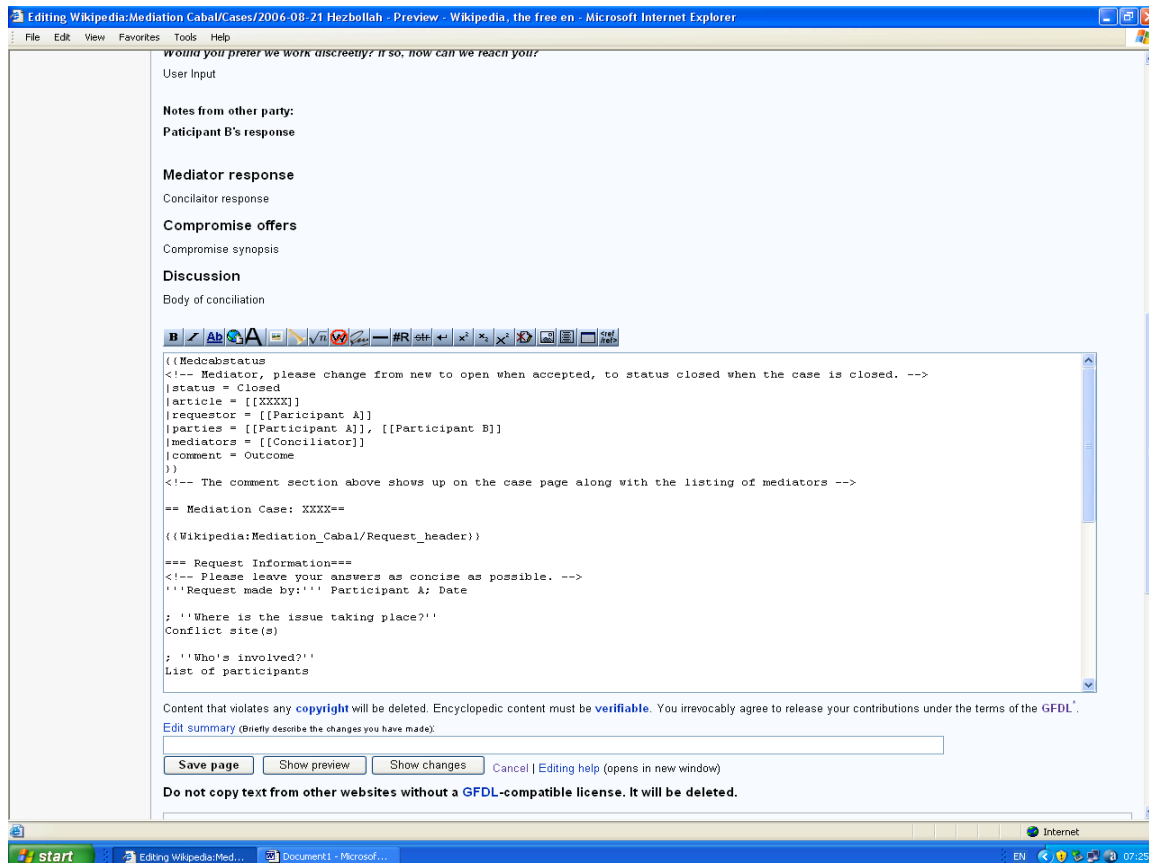 Editing Wikipedia:Mediation Cabal/Cases/2006-08-21 Hezbollah - Preview - Wikipedia, the free en - Microsoft Internet Explorer
File Edit View Favorites Tools Help
Would you prefer we work discreetly? If so, how can we reach you?
User Input
Notes from other party:
Paticipant B's response
Mediator response
Concilaitor response
Compromise offers
Compromise synopsis
Discussion
Body of conciliation
B I Ab A √n W — #R str ↵ x² x₂ x² <ref /ref>
{{Medcabstatus
<!-- Mediator, please change from new to open when accepted, to status closed when the case is closed. -->
|status = Closed
|article = [[XXXX]]
|requestor = [[Paricipant A]]
|parties = [[Participant A]], [[Participant B]]
|mediators = [[Conciliator]]
|comment = Outcome
}}
<!-- The comment section above shows up on the case page along with the listing of mediators -->
== Mediation Case: XXXX==
{{Wikipedia:Mediation_Cabal/Request_header}}
=== Request Information===
<!-- Please leave your answers as concise as possible. -->
'''Request made by:''' Participant A; Date
; ''Where is the issue taking place?''
Conflict site(s)
; ''Who's involved?''
List of participants
Content that violates any copyright will be deleted. Encyclopedic content must be verifiable. You irrevocably agree to release your contributions under the terms of the GFDL*.
Edit summary (Briefly describe the changes you have made):
Save page Show preview Show changes Cancel | Editing help (opens in new window)
Do not copy text from other websites without a GFDL-compatible license. It will be deleted.
Internet
start Editing Wikipedia:Med... Document1 - Microsof... EN 07:25